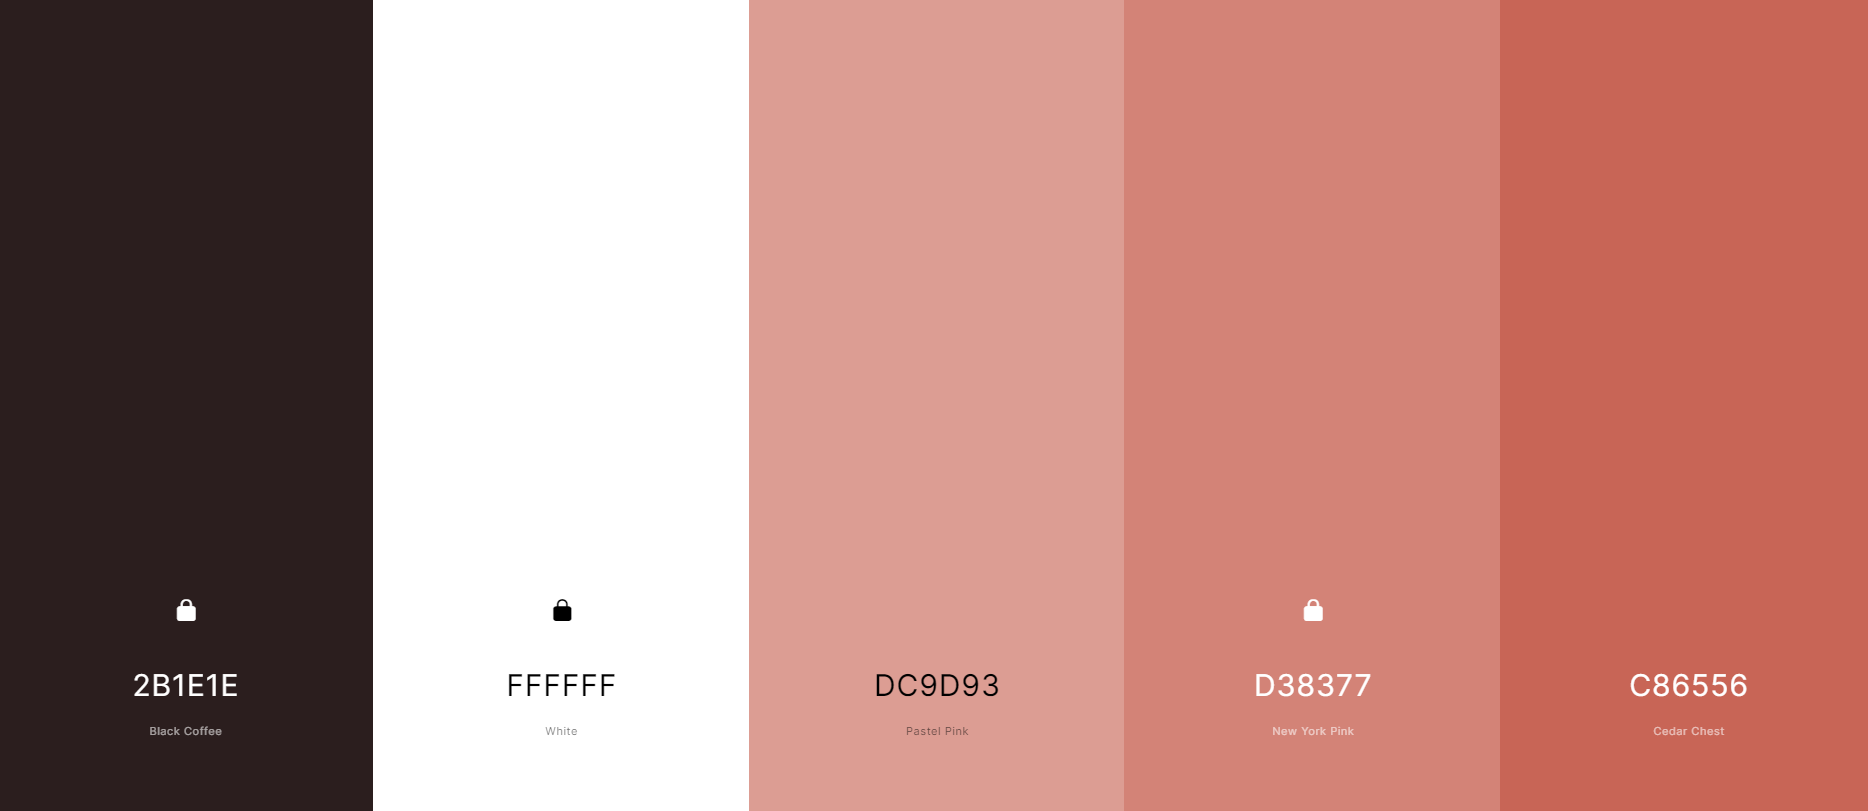 2B1E1E
Black Coffee
FFFFFF
White
DC9D93
Pastel Pink
D38377
New York Pink
C86556
Cedar Chest